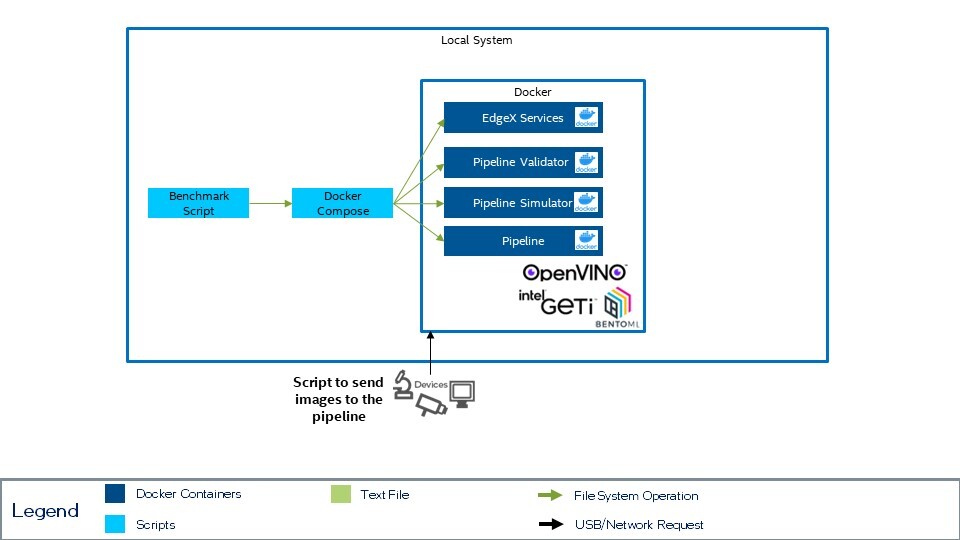 Local System
Docker
EdgeX Services
docker
Pipeline Validator
docker
Benchmark
Script
Docker
Compose
Pipeline Simulator
docker
Pipeline
docker
OpenVINO
intel
GETi
BENTOML
Script to send
images to the
pipeline
Devices
Legend
Docker Containers
Text File
File System Operation
Scripts
USB/Network Request